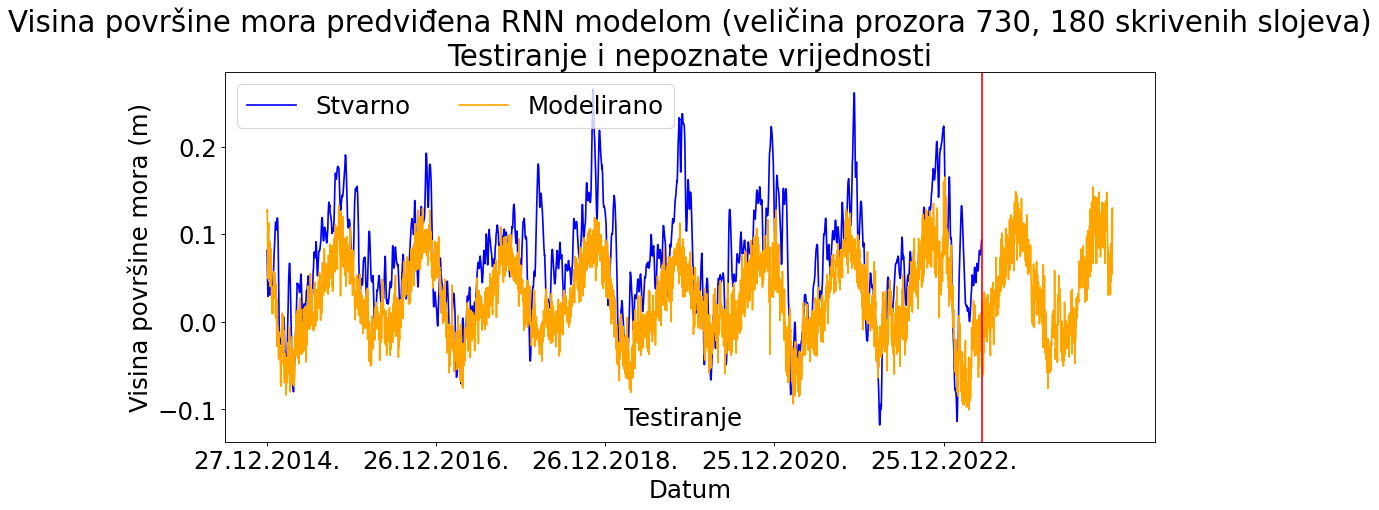 Visina površine mora predviđena RNN modelom (veličina prozora 730, 180 skrivenih slojeva)
Testiranje i nepoznate vrijednosti
Stvarno Modelirano
Visina površine mora (m)
0.2
0.1
0.0
−0.1
Testiranje
27.12.2014. 26.12.2016. 26.12.2018. 25.12.2020. 25.12.2022.
Datum